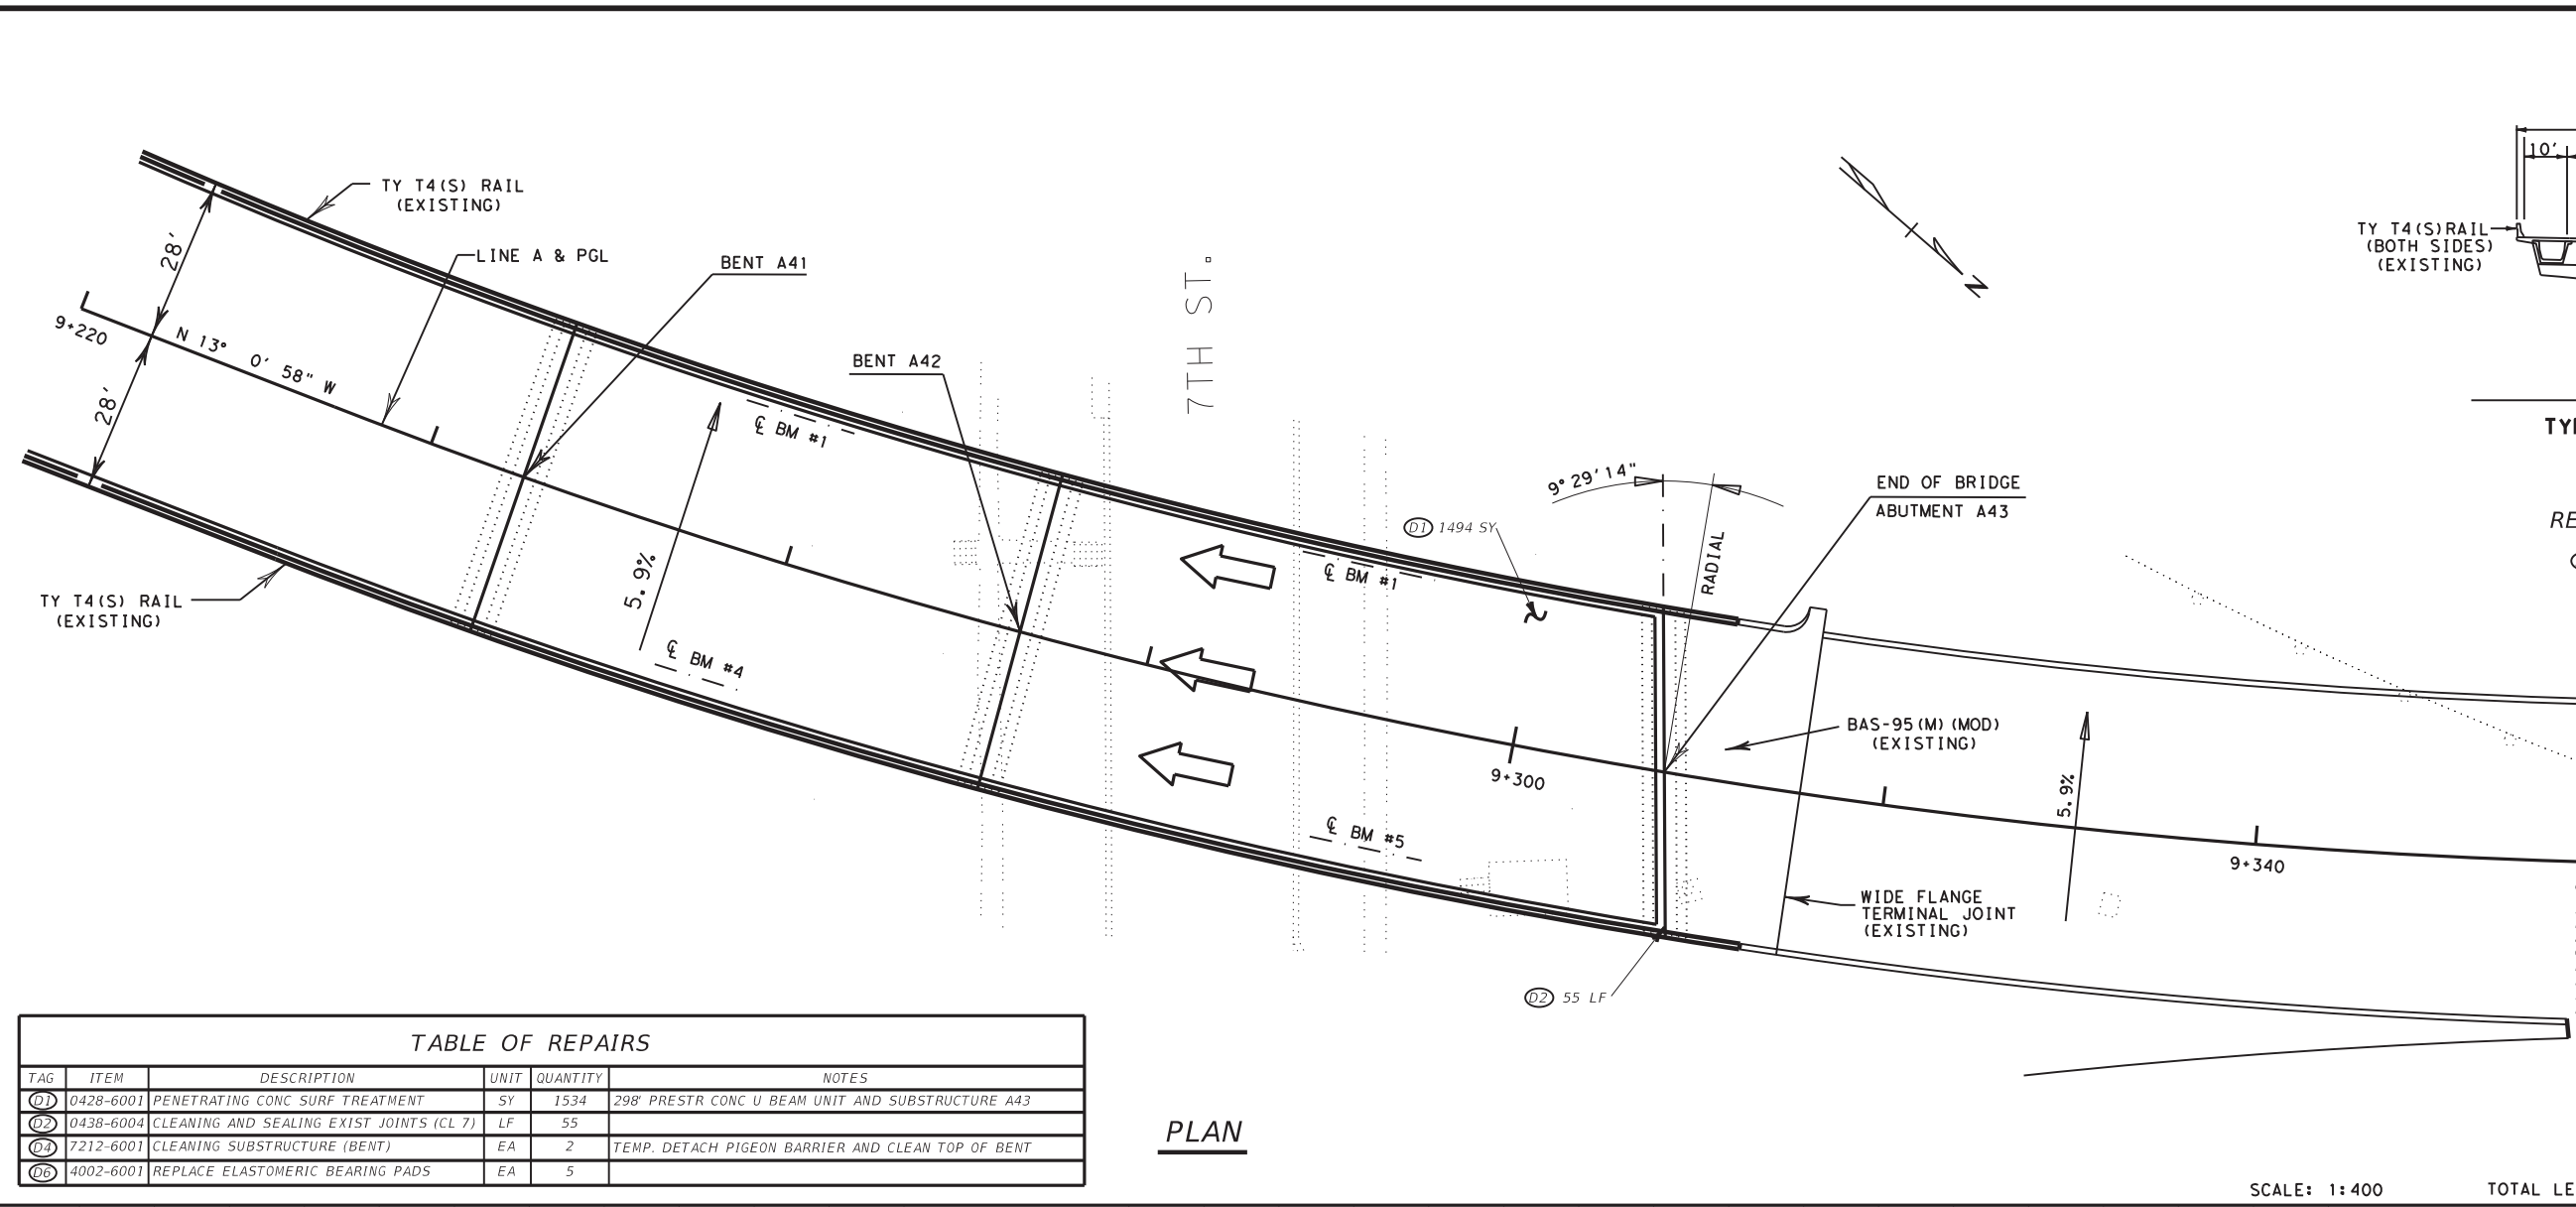 TY T4(S) RAIL
(EXISTING)
28'
28'
LINE A & PGL
9+220
N 13° 0' 58" W
BENT A41
BENT A42
7TH ST.
℄ BM #1
5.9%
℄ BM #4
TY T4(S) RAIL
(EXISTING)
D1 1494 SY
℄ BM #1
9°29'14"
RADIAL
END OF BRIDGE
ABUTMENT A43
N
10'
TY T4(S)RAIL
(BOTH SIDES)
(EXISTING)
TY
RE
9+300
℄ BM #5
BAS-95(M)(MOD)
(EXISTING)
5.9%
9+340
WIDE FLANGE
TERMINAL JOINT
(EXISTING)
D2 55 LF
TABLE OF REPAIRS
TAG ITEM DESCRIPTION UNIT QUANTITY NOTES
D1 0428-6001 PENETRATING CONC SURF TREATMENT SY 1534 298' PRESTR CONC U BEAM UNIT AND SUBSTRUCTURE A43
D2 0438-6004 CLEANING AND SEALING EXIST JOINTS (CL 7) LF 55
D4 7212-6001 CLEANING SUBSTRUCTURE (BENT) EA 2 TEMP. DETACH PIGEON BARRIER AND CLEAN TOP OF BENT
D6 4002-6001 REPLACE ELASTOMERIC BEARING PADS EA 5
PLAN
SCALE: 1:400
TOTAL LE